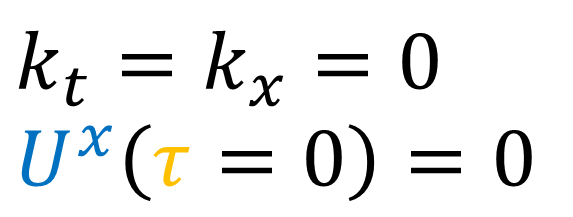 k_t = k_x = 0
U^x(τ = 0) = 0